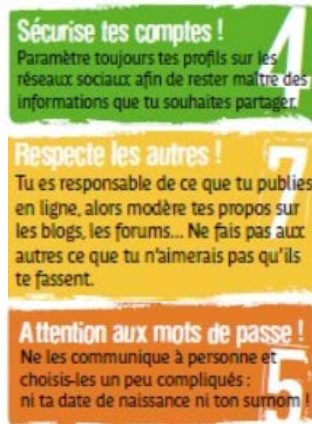 Sécurise tes comptes !
4
Paramètre toujours tes profils sur les
réseaux sociaux afin de rester maître des
informations que tu souhaites partager.
Respecte les autres !
7
Tu es responsable de ce que tu publies
en ligne, alors modère tes propos sur
les blogs, les forums... Ne fais pas aux
autres ce que tu n'aimerais pas qu'ils
te fassent.
Attention aux mots de passe !
5
Ne les communique à personne et
choisis-les un peu compliqués :
ni ta date de naissance ni ton surnom !